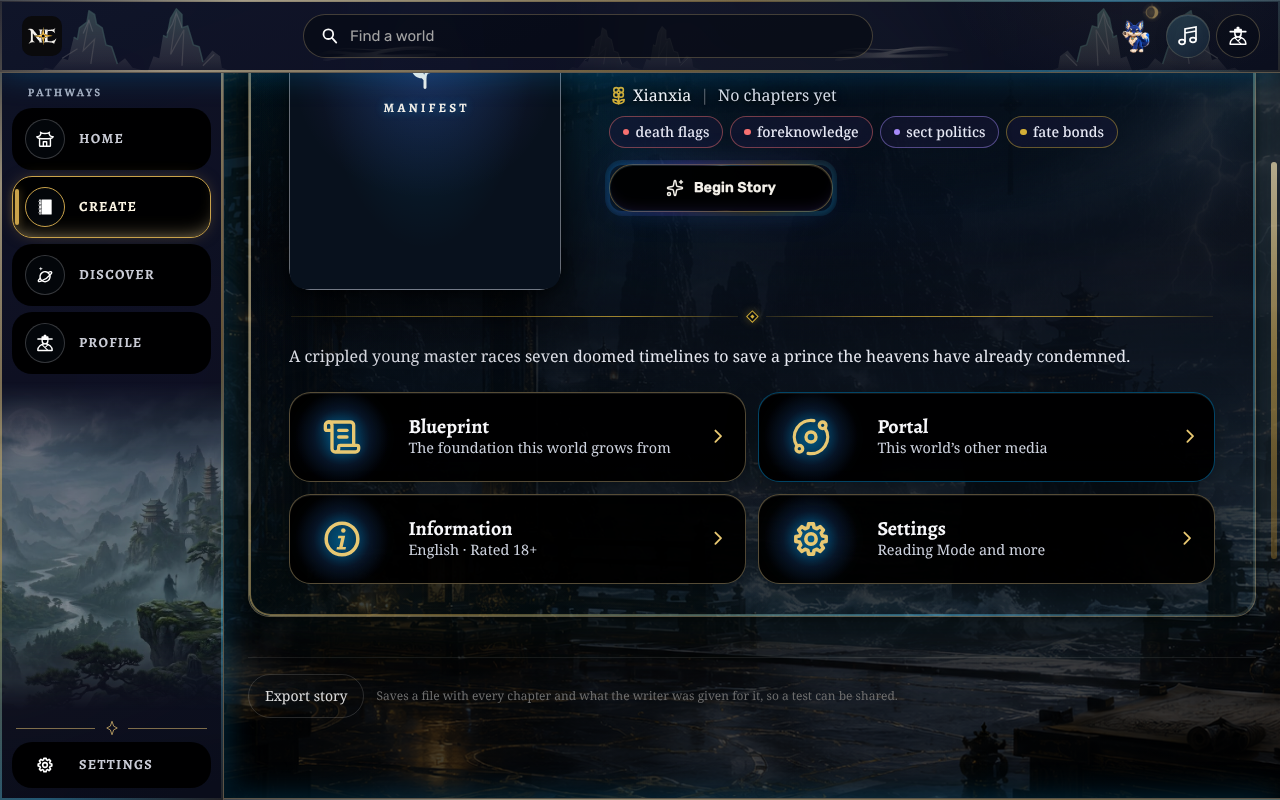 NE
Find a world
PATHWAYS
HOME
CREATE
DISCOVER
PROFILE
SETTINGS
MANIFEST
Xianxia | No chapters yet
death flags
foreknowledge
sect politics
fate bonds
Begin Story
A crippled young master races seven doomed timelines to save a prince the heavens have already condemned.
Blueprint
The foundation this world grows from
Portal
This world’s other media
Information
English · Rated 18+
Settings
Reading Mode and more
Export story
Saves a file with every chapter and what the writer was given for it, so a test can be shared.